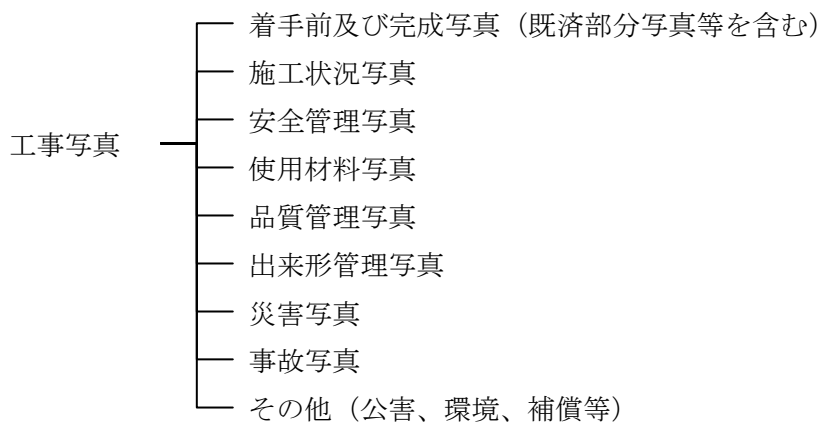 工事写真
着手前及び完成写真（既済部分写真等を含む）
施工状況写真
安全管理写真
使用材料写真
品質管理写真
出来形管理写真
災害写真
事故写真
その他（公害、環境、補償等）